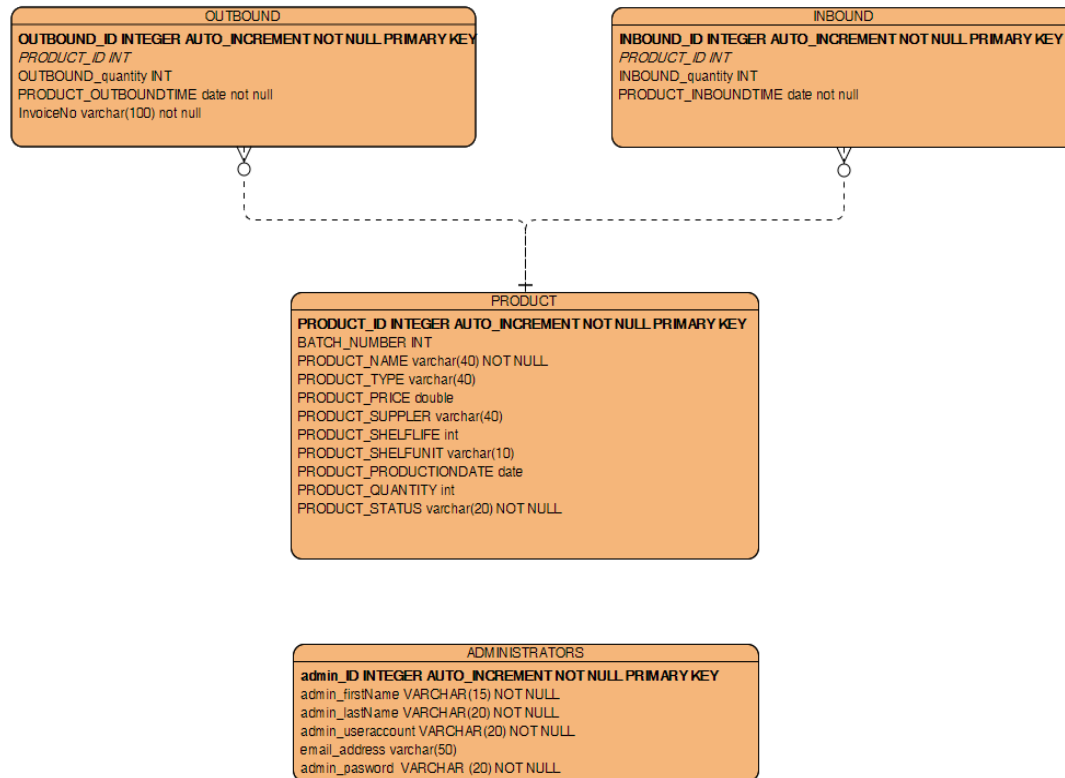 OUTBOUND
OUTBOUND_ID INTEGER AUTO_INCREMENT NOT NULL PRIMARY KEY
PRODUCT_ID INT
OUTBOUND_quantity INT
PRODUCT_OUTBOUNDTIME date not null
InvoiceNo varchar(100) not null
INBOUND
INBOUND_ID INTEGER AUTO_INCREMENT NOT NULL PRIMARY KEY
PRODUCT_ID INT
INBOUND_quantity INT
PRODUCT_INBOUNDTIME date not null
PRODUCT
PRODUCT_ID INTEGER AUTO_INCREMENT NOT NULL PRIMARY KEY
BATCH_NUMBER INT
PRODUCT_NAME varchar(40) NOT NULL
PRODUCT_TYPE varchar(40)
PRODUCT_PRICE double
PRODUCT_SUPPLER varchar(40)
PRODUCT_SHELFLIFE int
PRODUCT_SHELFUNIT varchar(10)
PRODUCT_PRODUCTIONDATE date
PRODUCT_QUANTITY int
PRODUCT_STATUS varchar(20) NOT NULL
ADMINISTRATORS
admin_ID INTEGER AUTO_INCREMENT NOT NULL PRIMARY KEY
admin_firstName VARCHAR(15) NOT NULL
admin_lastName VARCHAR(20) NOT NULL
admin_useraccount VARCHAR(20) NOT NULL
email_address varchar(50)
admin_pasword VARCHAR (20) NOT NULL